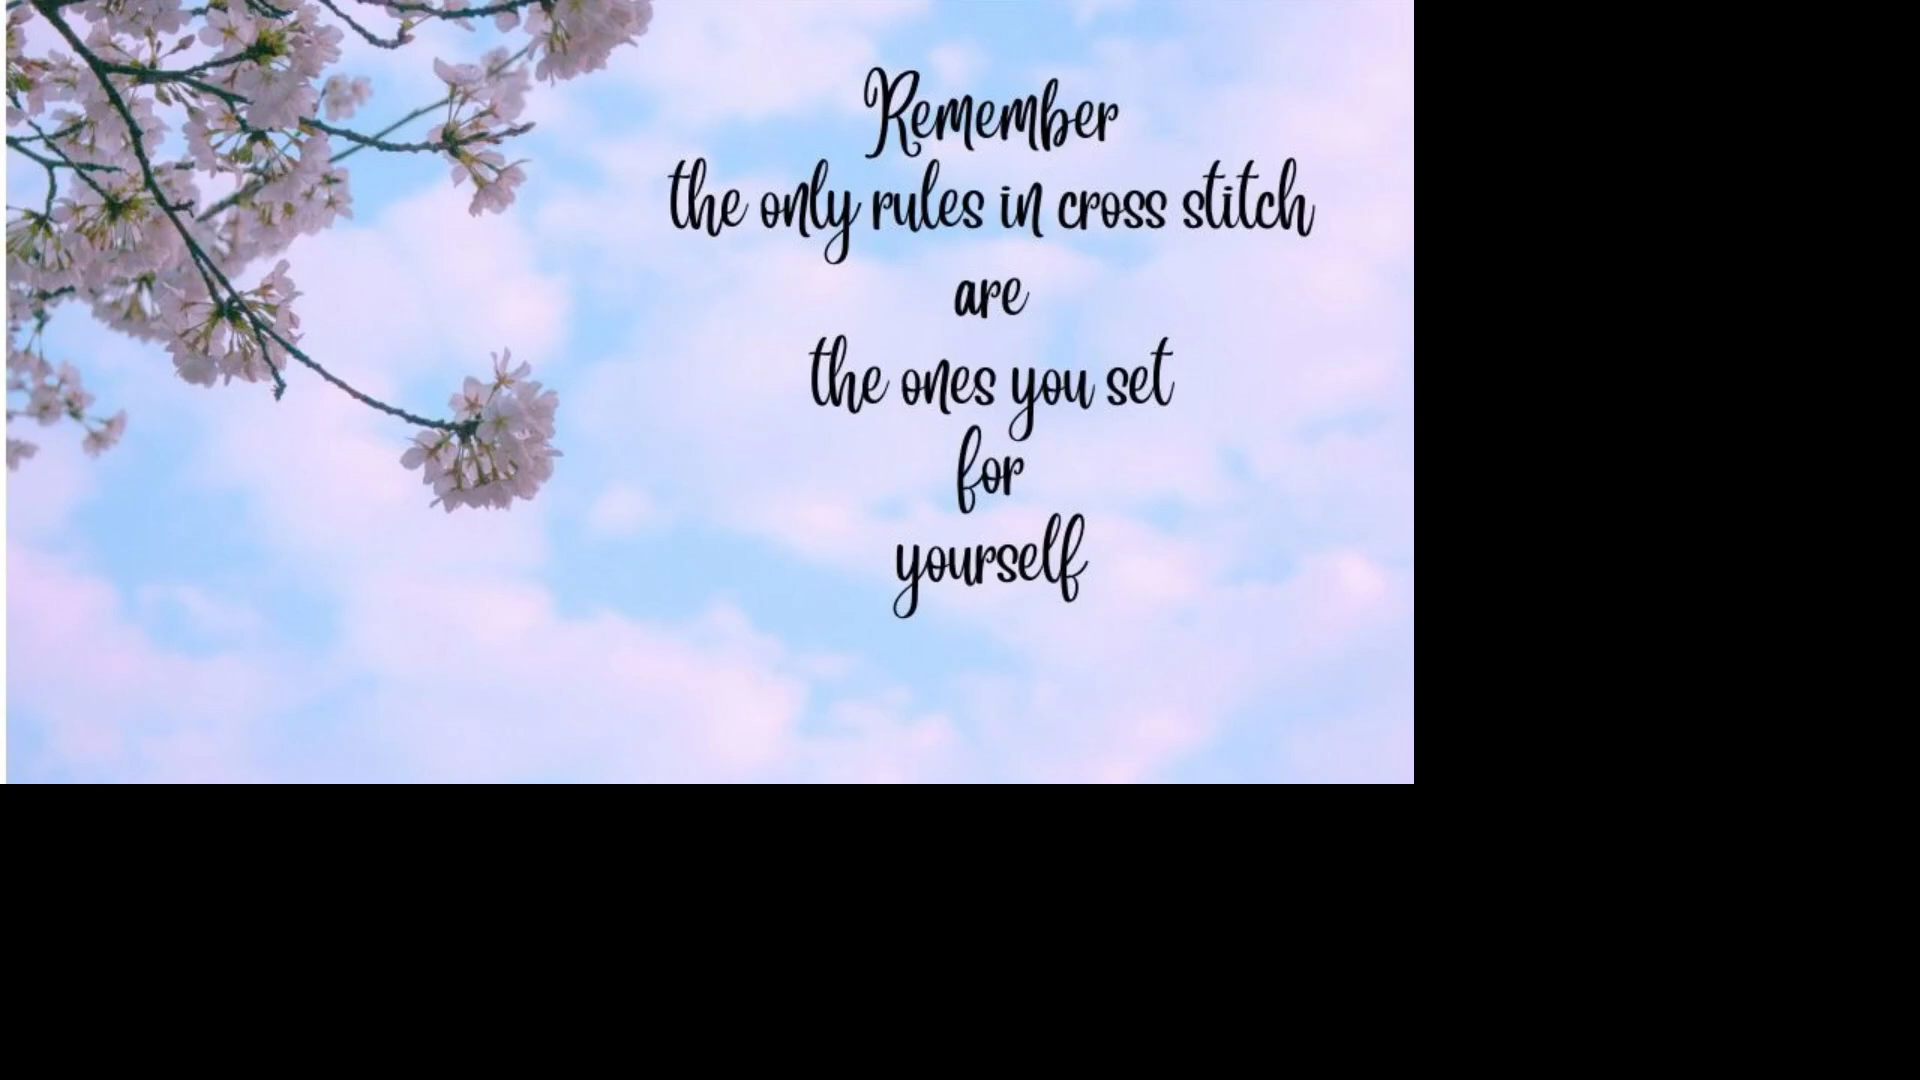 Remember
the only rules in cross stitch
are
the ones you set
for
yourself